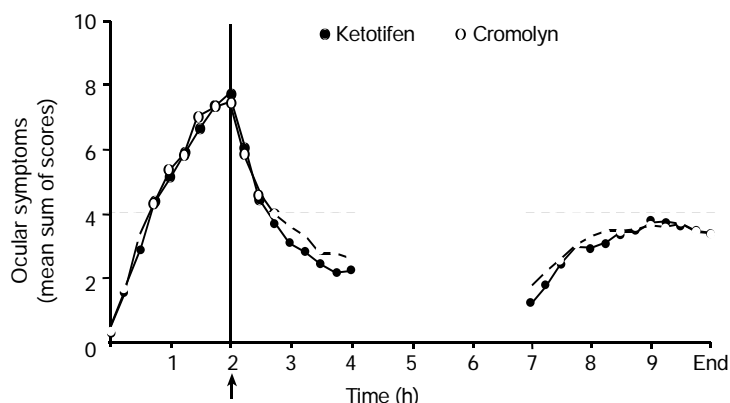 10
Ketotifen Cromolyn
8
6
4
2
0
Ocular symptoms
(mean sum of scores)
1 2 3 4 5 6 7 8 9 End
Time (h)